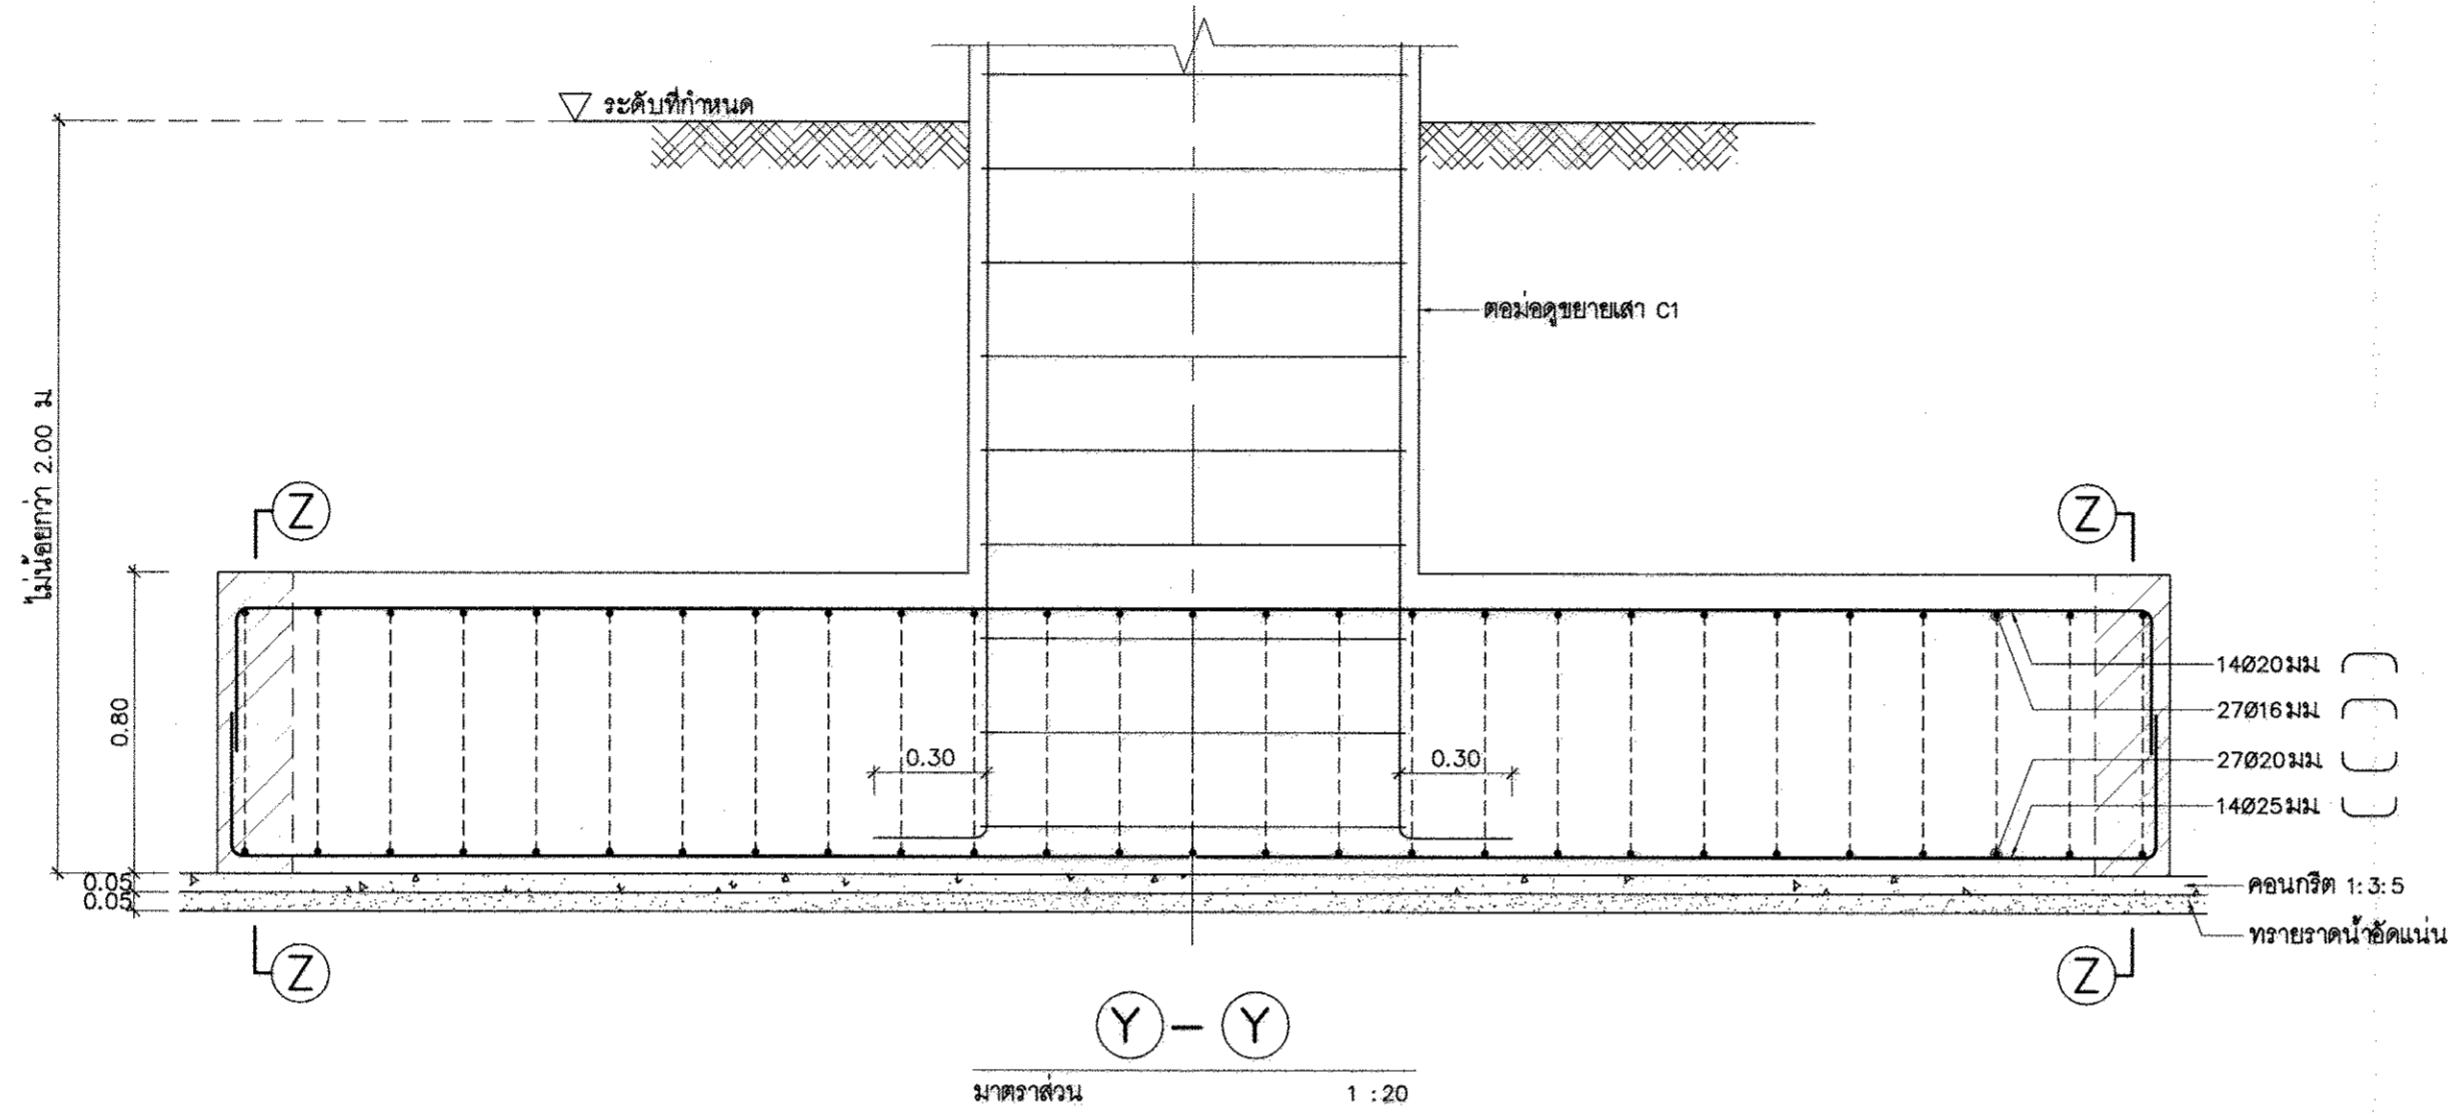 ระดับที่กำหนด
ตอม่อดูขยายเสา C1
ไม่น้อยกว่า 2.00 ม.
Z
Z
0.80
14Ø20มม.
27Ø16มม.
0.30
0.30
27Ø20มม.
14Ø25มม.
0.05
0.05
คอนกรีต 1:3:5
ทรายราดน้ำอัดแน่น
Z
Z
Y – Y
มาตราส่วน 1 : 20